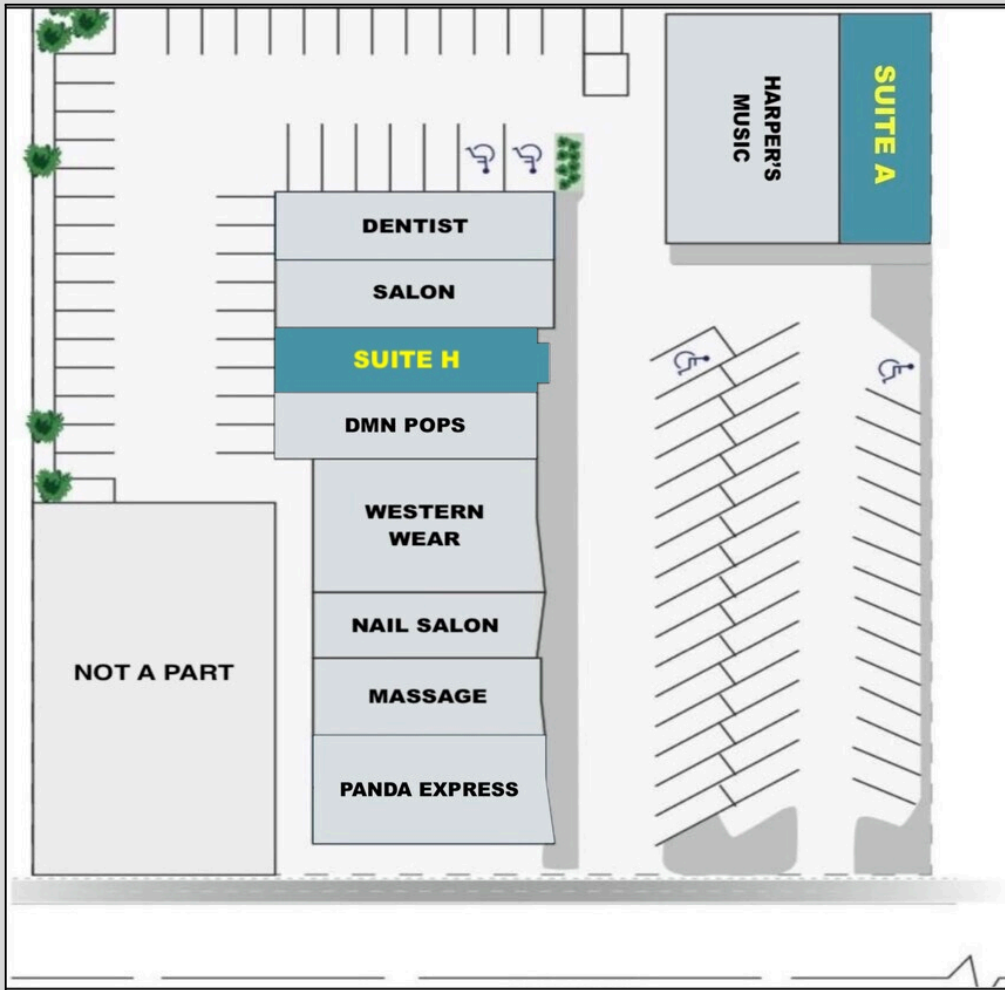 HARPER'S
MUSIC
SUITE A
DENTIST
SALON
SUITE H
DMN POPS
WESTERN
WEAR
NAIL SALON
MASSAGE
PANDA EXPRESS
NOT A PART